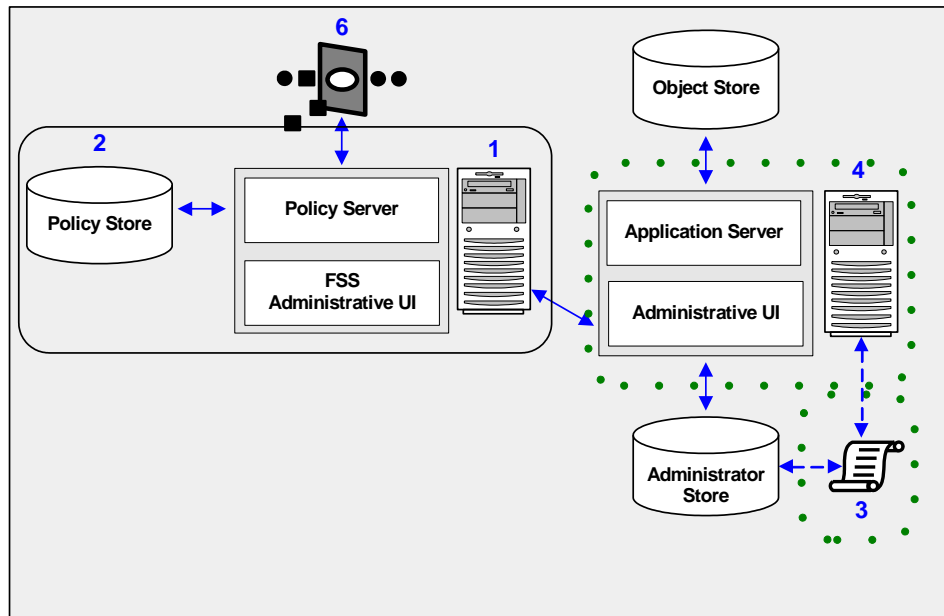 6
Object Store
2
1
4
Policy Store
Policy Server
FSS
Administrative UI
Application Server
Administrative UI
Administrator
Store
3